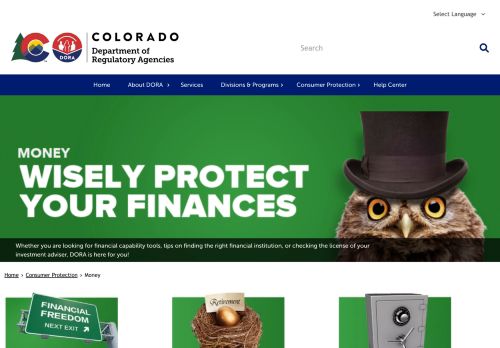 Select Language
COLORADO
Department of
Regulatory Agencies
DORA
Search
Home
About DORA
Services
Divisions & Programs
Consumer Protection
Help Center
MONEY
WISELY PROTECT
YOUR FINANCES
Whether you are looking for financial capability tools, tips on finding the right financial institution, or checking the license of your
investment adviser, DORA is here for you!
Home > Consumer Protection > Money
FINANCIAL
FREEDOM
NEXT EXIT
Retirement